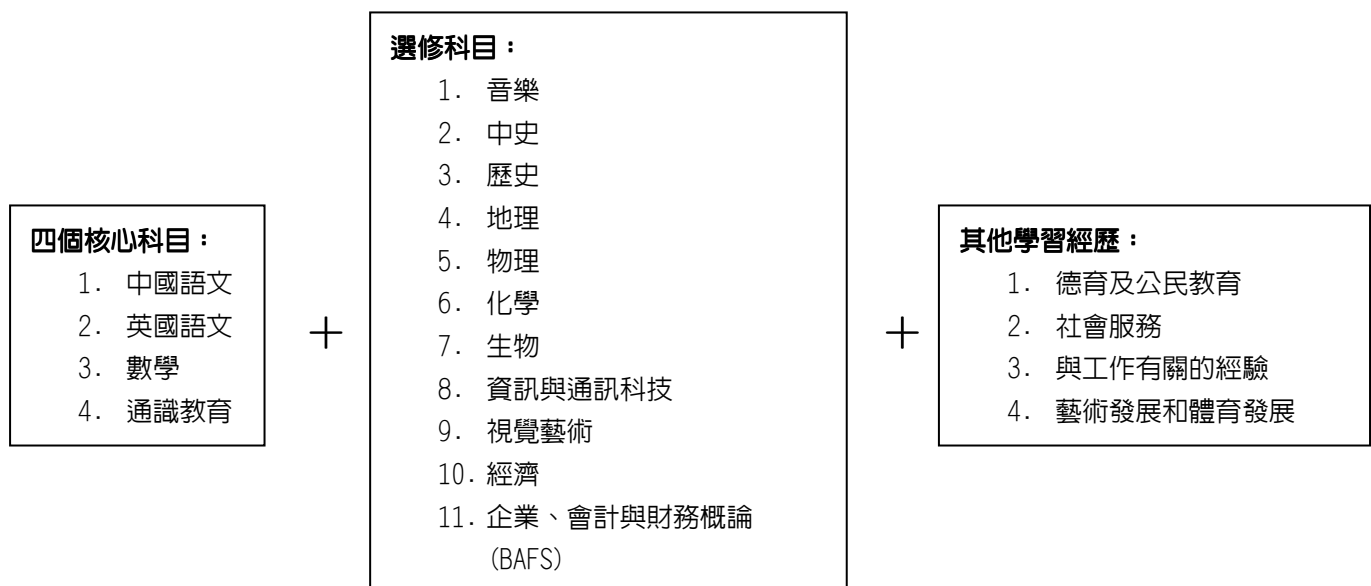 四個核心科目：
1. 中國語文
2. 英國語文
3. 數學
4. 通識教育
+
選修科目：
1. 音樂
2. 中史
3. 歷史
4. 地理
5. 物理
6. 化學
7. 生物
8. 資訊與通訊科技
9. 視覺藝術
10. 經濟
11. 企業、會計與財務概論
(BAFS)
+
其他學習經歷：
1. 德育及公民教育
2. 社會服務
3. 與工作有關的經驗
4. 藝術發展和體育發展